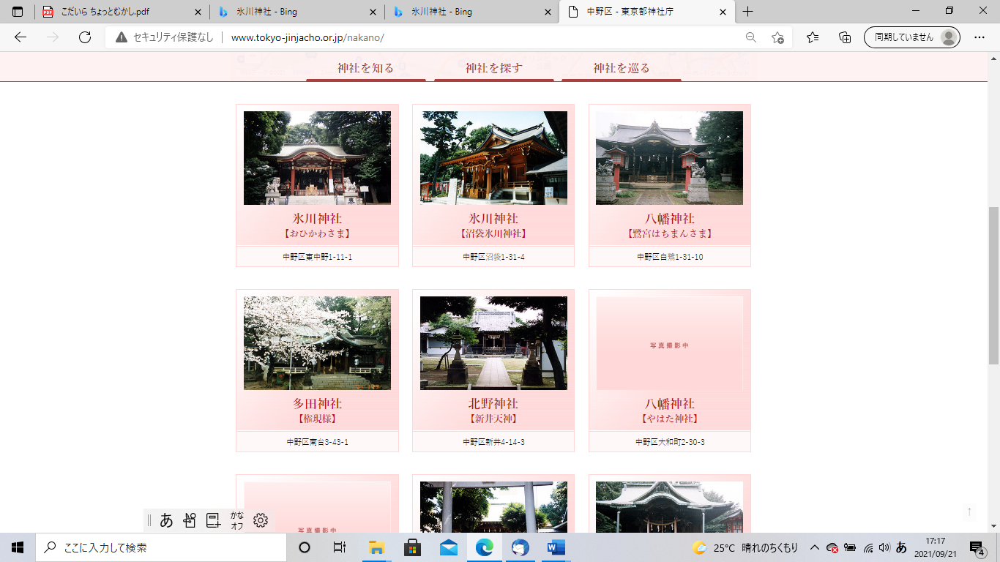 こだいら ちょっとむかし.pdf
氷川神社 - Bing
氷川神社 - Bing
中野区 - 東京都神社庁
セキュリティ保護なし
www.tokyo-jinjacho.or.jp/nakano/
同期していません
神社を知る
神社を探す
神社を巡る
氷川神社
【おひかわさま】
中野区東中野1-11-1
氷川神社
【沼袋氷川神社】
中野区沼袋1-31-4
八幡神社
【鷺宮はちまんさま】
中野区白鷺1-31-10
多田神社
【権現様】
中野区南台3-43-1
北野神社
【新井天神】
中野区新井4-14-3
写真撮影中
八幡神社
【やはた神社】
中野区大和町2-30-3
写真撮影中
あ
かな
オフ
ここに入力して検索
25°C 晴れのちくもり
あ
17:17
2021/09/21
4